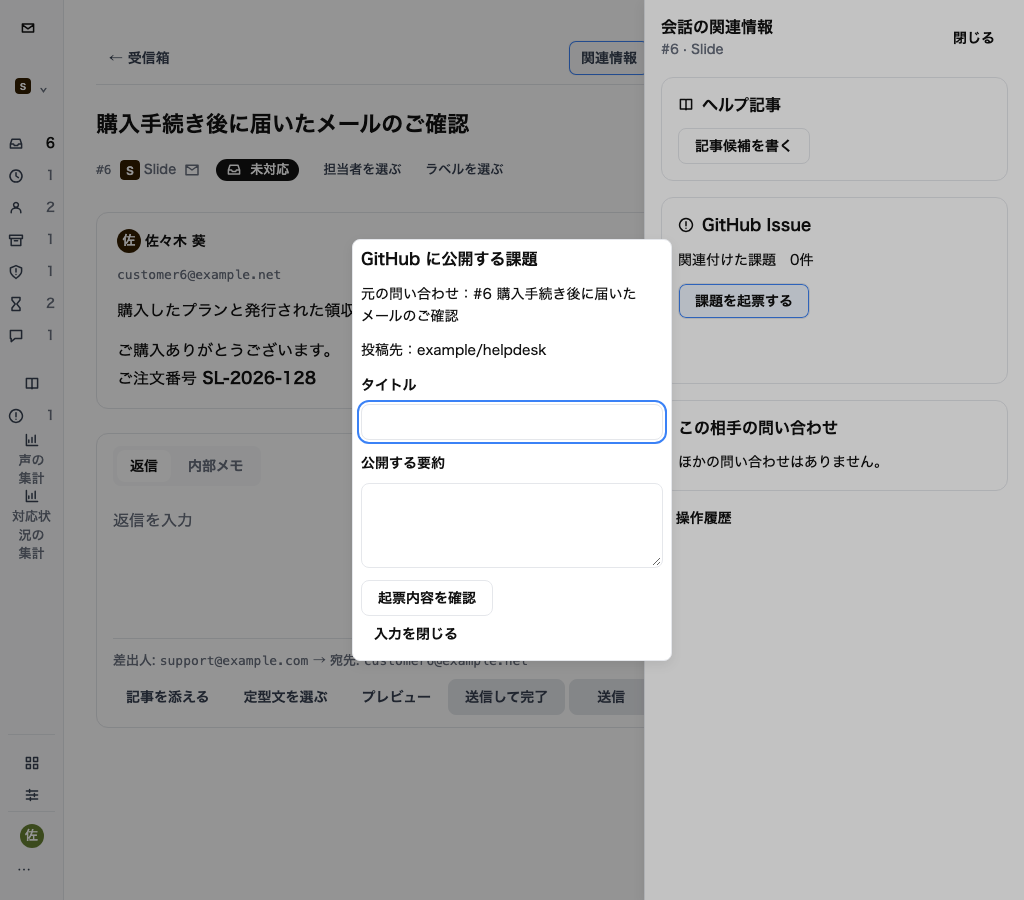 S
6
1
2
1
1
2
1
1
声の
集計
対応状
況の
集計
佐
…
← 受信箱
関連情報
購入手続き後に届いたメールのご確認
#6 S Slide 未対応 担当者を選ぶ ラベルを選ぶ
佐 佐々木 葵
customer6@example.net
購入したプランと発行された領収
ご購入ありがとうございます。
ご注文番号 SL-2026-128
返信 内部メモ
返信を入力
差出人: support@example.com → 宛先: customer6@example.net
記事を添える 定型文を選ぶ プレビュー 送信して完了 送信
GitHub に公開する課題
元の問い合わせ：#6 購入手続き後に届いた
メールのご確認
投稿先：example/helpdesk
タイトル
公開する要約
起票内容を確認
入力を閉じる
会話の関連情報
#6 · Slide
閉じる
ヘルプ記事
記事候補を書く
GitHub Issue
関連付けた課題 0件
課題を起票する
この相手の問い合わせ
ほかの問い合わせはありません。
操作履歴